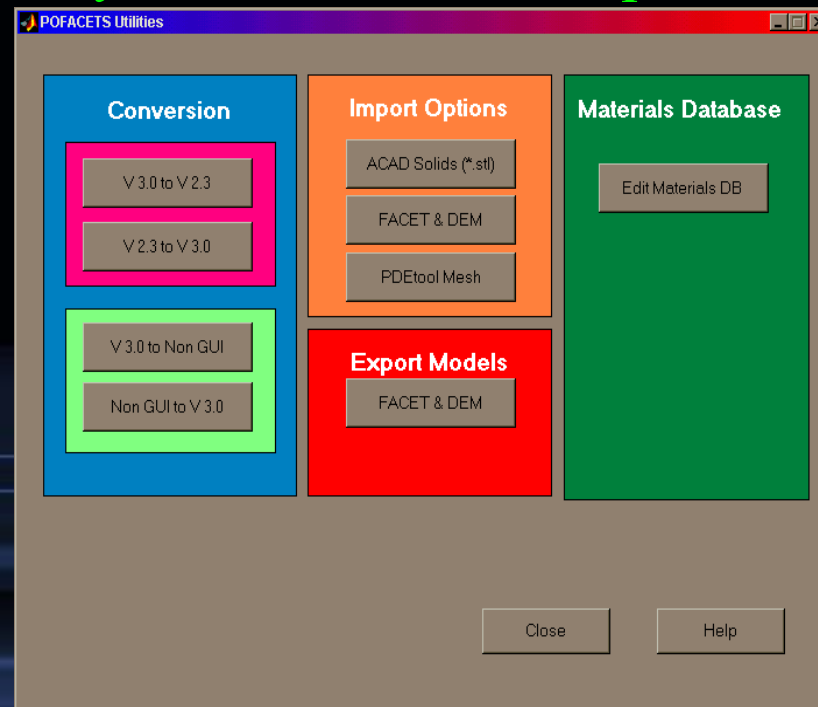 POFACETS Utilities
Conversion
V 3.0 to V 2.3
V 2.3 to V 3.0
V 3.0 to Non GUI
Non GUI to V 3.0
Import Options
ACAD Solids (*.stl)
FACET & DEM
PDEtool Mesh
Export Models
FACET & DEM
Materials Database
Edit Materials DB
Close
Help